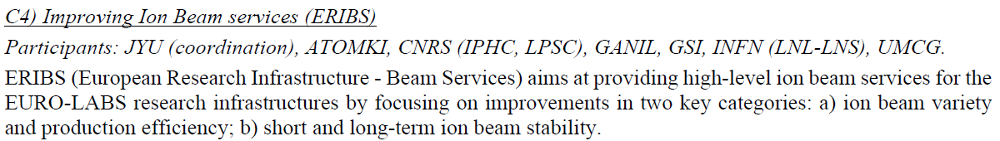 C4) Improving Ion Beam services (ERIBS)
Participants: JYU (coordination), ATOMKI, CNRS (IPHC, LPSC), GANIL, GSI, INFN (LNL-LNS), UMCG.
ERIBS (European Research Infrastructure - Beam Services) aims at providing high-level ion beam services for the
EURO-LABS research infrastructures by focusing on improvements in two key categories: a) ion beam variety
and production efficiency; b) short and long-term ion beam stability.